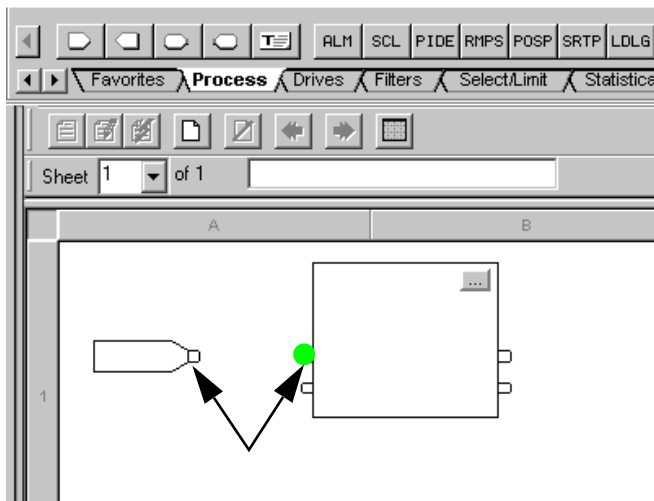 T ALM SCL PIDE RMPS POSP SRTP LDLG
Favorites Process Drives Filters Select/Limit Statistica
Sheet 1 of 1
A B
...
1